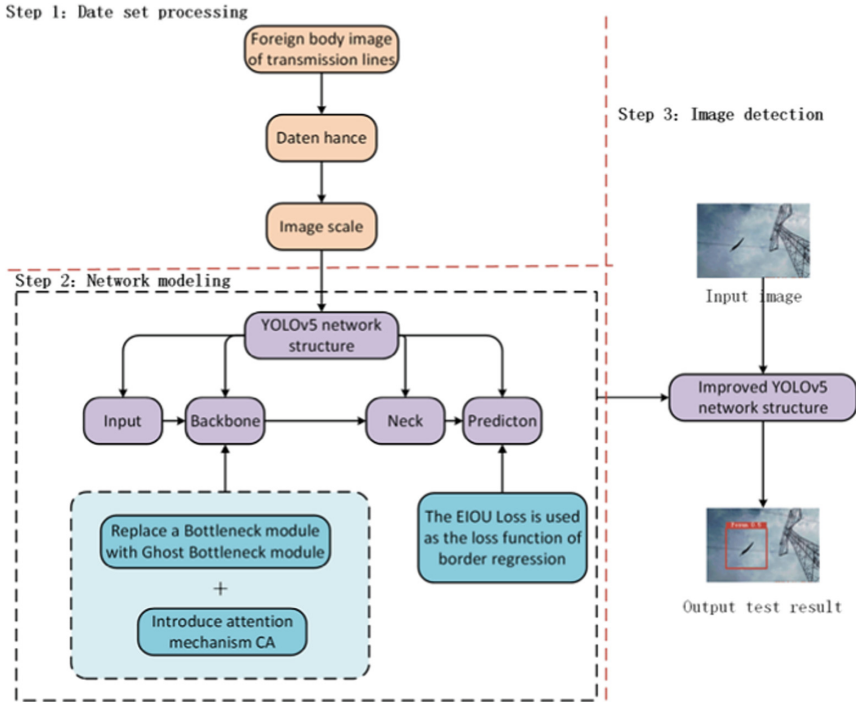 Step 1: Date set processing
Foreign body image
of transmission lines
Daten hance
Image scale
Step 2: Network modeling
YOLOv5 network
structure
Input
Backbone
Neck
Predicton
Replace a Bottleneck module
with Ghost Bottleneck module
+
Introduce attention
mechanism CA
The EIOU Loss is used
as the loss function of
border regression
Step 3: Image detection
Input image
Improved YOLOv5
network structure
Output test result